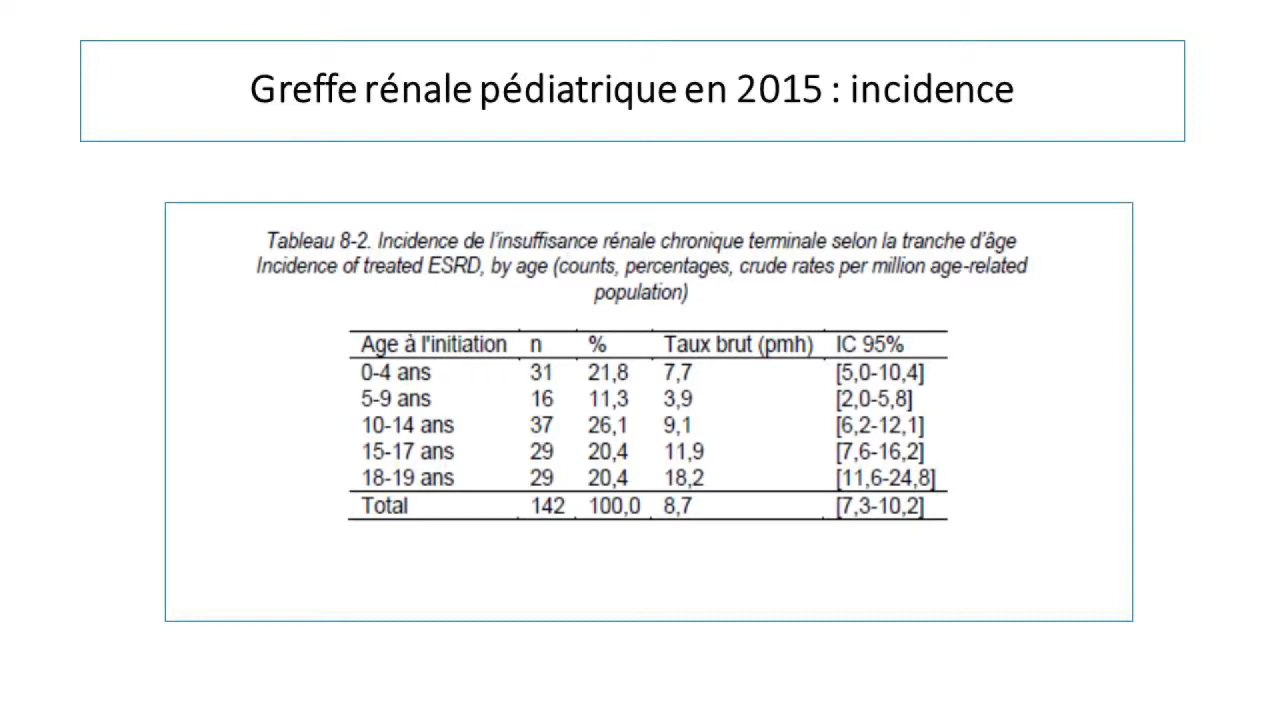 Greffe rénale pédiatrique en 2015 : incidence
Tableau 8-2. Incidence de l'insuffisance rénale chronique terminale selon la tranche d'âge
Incidence of treated ESRD, by age (counts, percentages, crude rates per million age-related
population)
Age à l'initiation n % Taux brut (pmh) IC 95%
0-4 ans 31 21,8 7,7 [5,0-10,4]
5-9 ans 16 11,3 3,9 [2,0-5,8]
10-14 ans 37 26,1 9,1 [6,2-12,1]
15-17 ans 29 20,4 11,9 [7,6-16,2]
18-19 ans 29 20,4 18,2 [11,6-24,8]
Total 142 100,0 8,7 [7,3-10,2]